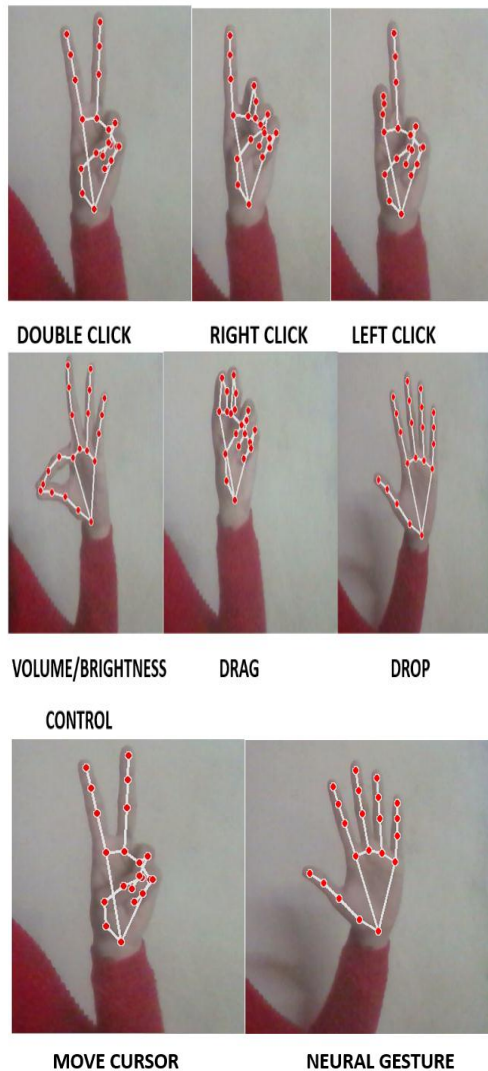 DOUBLE CLICK RIGHT CLICK LEFT CLICK
VOLUME/BRIGHTNESS DRAG DROP
CONTROL
MOVE CURSOR NEURAL GESTURE